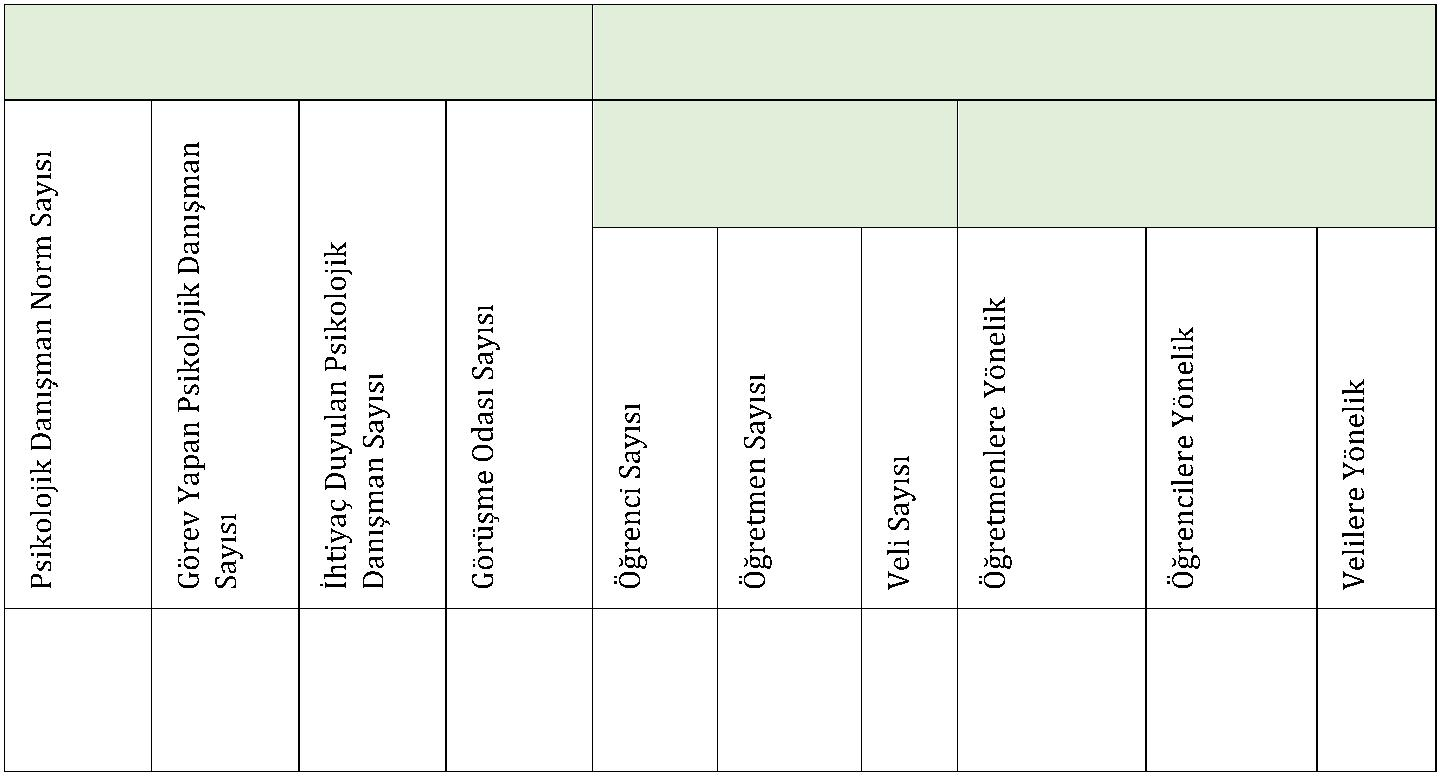 Psikolojik Danışman Norm Sayısı
Görev Yapan Psikolojik Danışman
Sayısı
İhtiyaç Duyulan Psikolojik
Danışman Sayısı
Görüşme Odası Sayısı
Öğrenci Sayısı
Öğretmen Sayısı
Veli Sayısı
Öğretmenlere Yönelik
Öğrencilere Yönelik
Velilere Yönelik